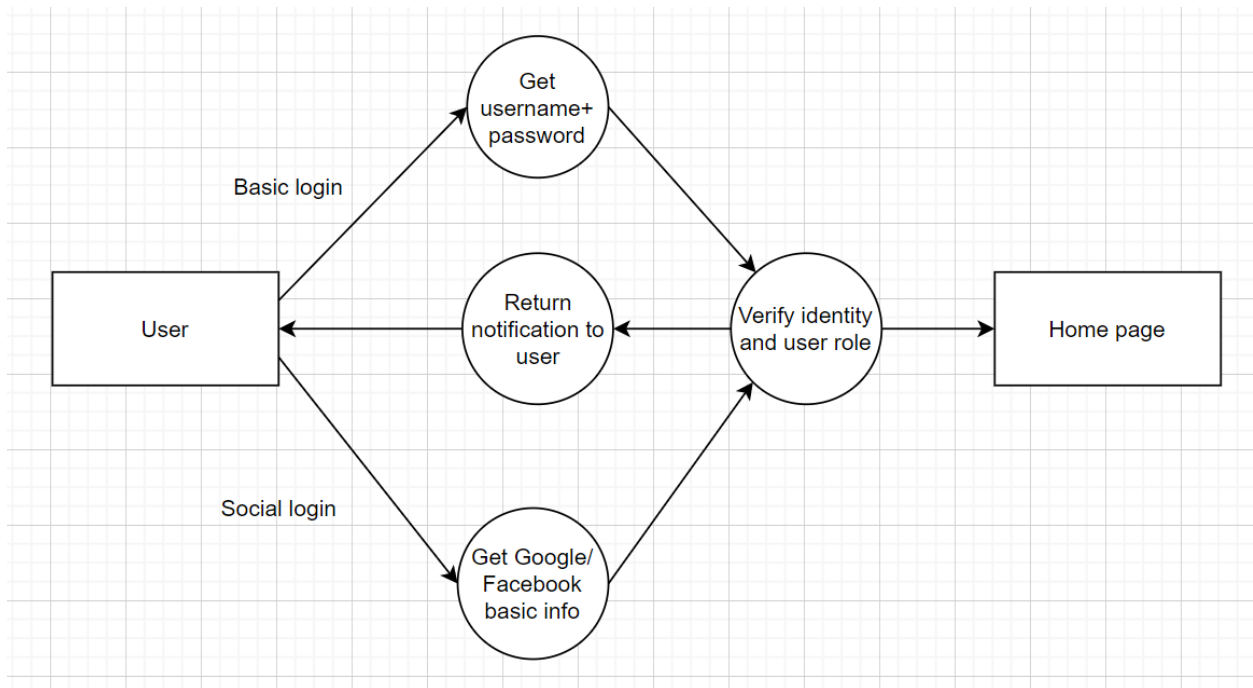 Get
username+
password
Basic login
User
Return
notification to
user
Verify identity
and user role
Home page
Social login
Get Google/
Facebook
basic info